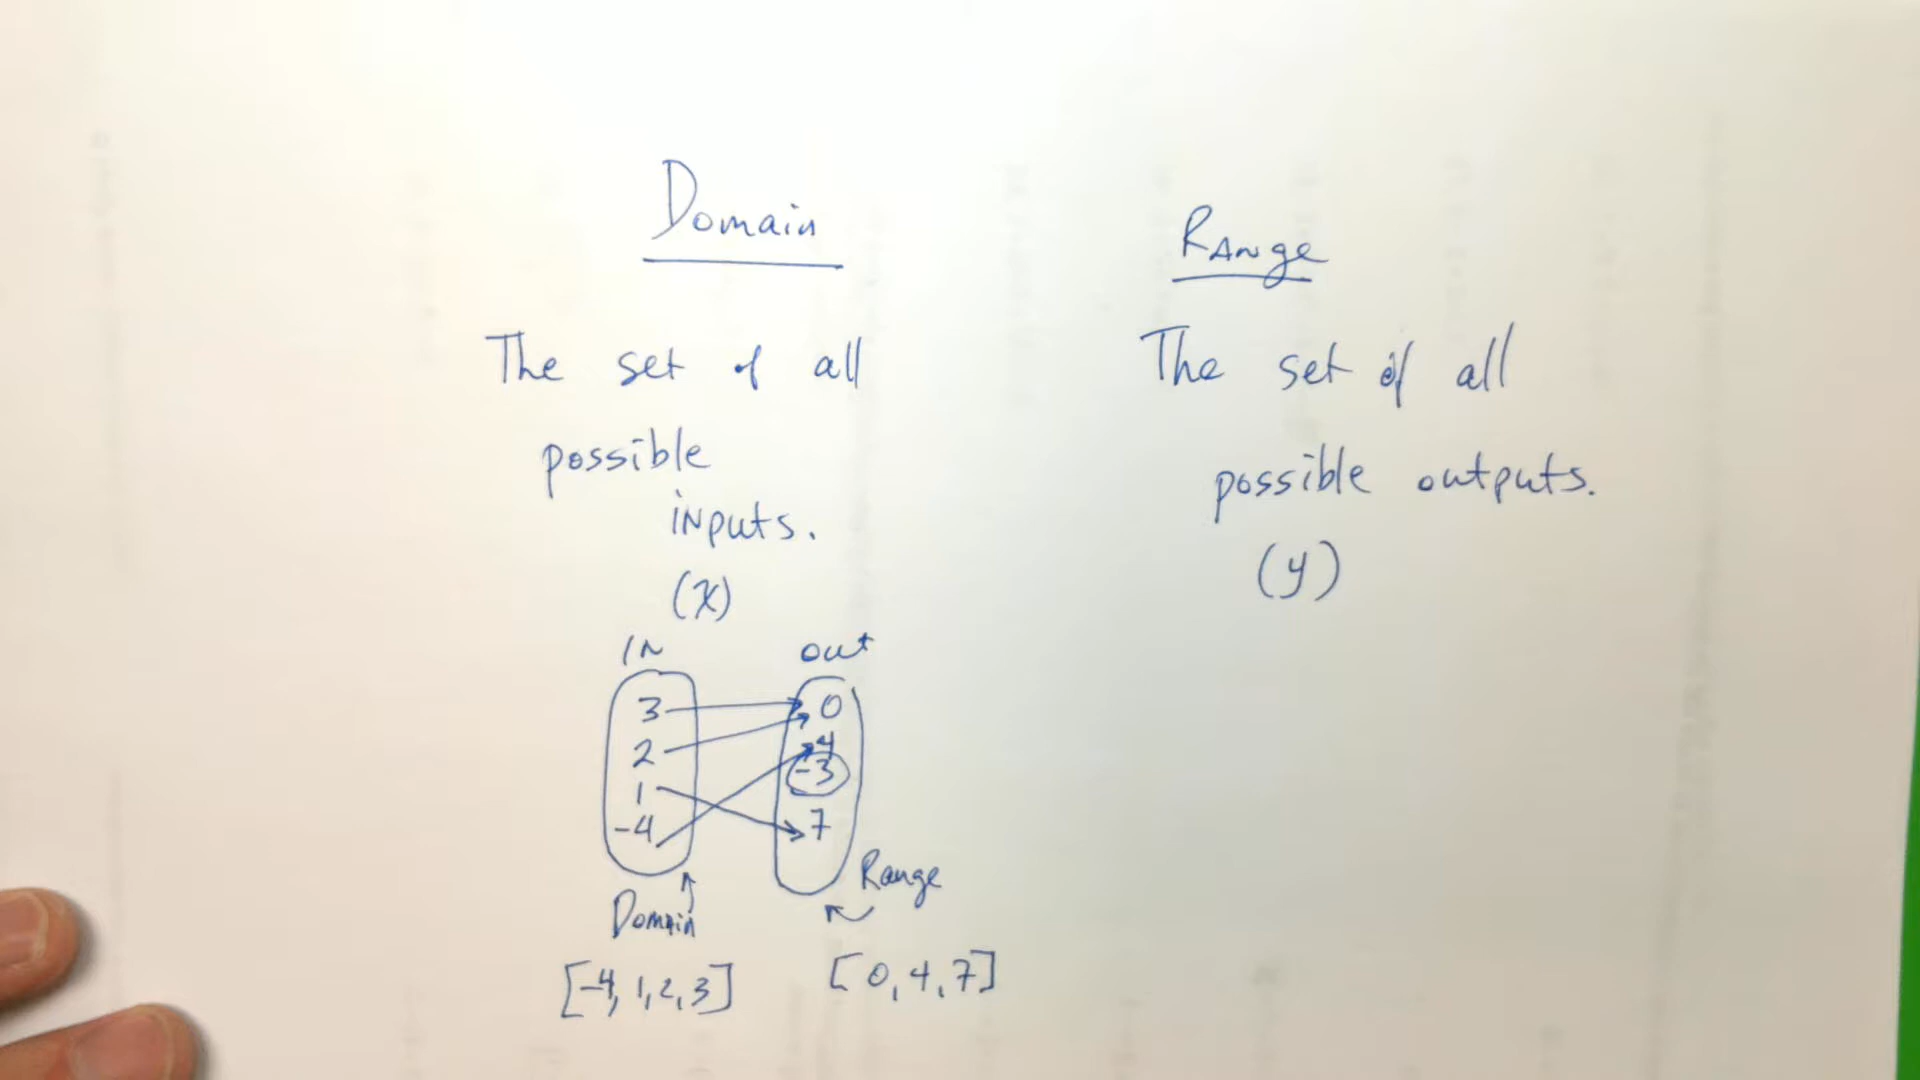 Domain
The set of all
possible
inputs.
(x)
Range
The set of all
possible outputs.
(y)
IN
3
2
1
-4
Domain
[-4, 1, 2, 3]
out
0
4
-3
7
Range
[0, 4, 7]